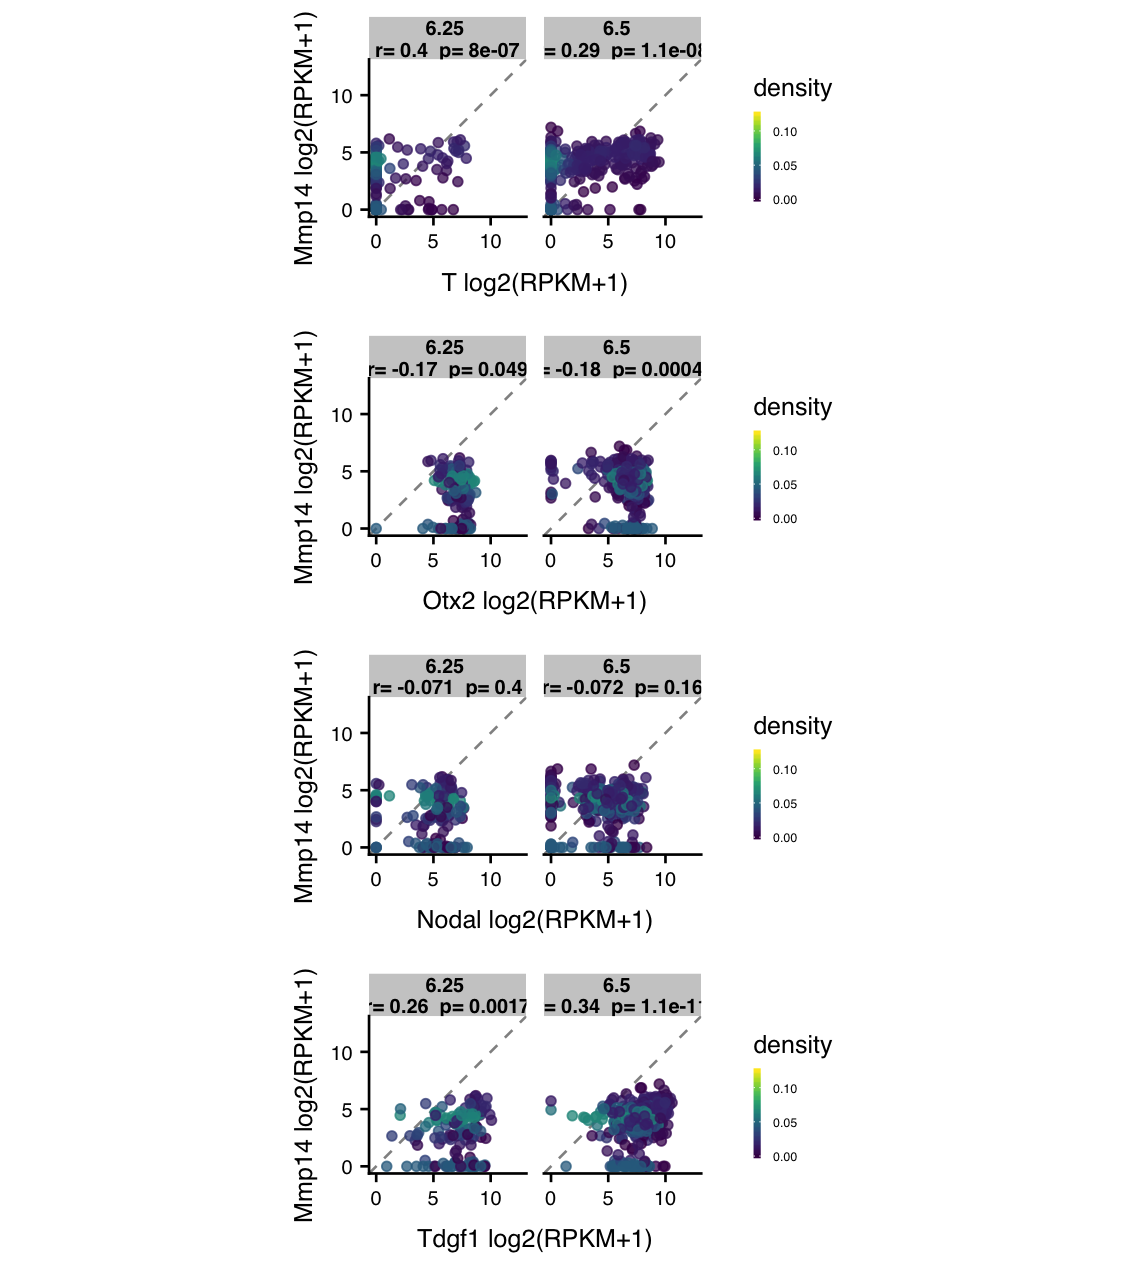 6.25
6.5
r= 0.4 p= 8e-07
= 0.29 p= 1.1e-08
Mmp14 log2(RPKM+1)
10
5
0
0 5 10
0 5 10
T log2(RPKM+1)
density
0.10
0.05
0.00
6.25
6.5
r= -0.17 p= 0.049
= -0.18 p= 0.0004
Mmp14 log2(RPKM+1)
10
5
0
0 5 10
0 5 10
Otx2 log2(RPKM+1)
density
0.10
0.05
0.00
6.25
6.5
r= -0.071 p= 0.4
r= -0.072 p= 0.16
Mmp14 log2(RPKM+1)
10
5
0
0 5 10
0 5 10
Nodal log2(RPKM+1)
density
0.10
0.05
0.00
6.25
6.5
r= 0.26 p= 0.0017
= 0.34 p= 1.1e-1
Mmp14 log2(RPKM+1)
10
5
0
0 5 10
0 5 10
Tdgf1 log2(RPKM+1)
density
0.10
0.05
0.00